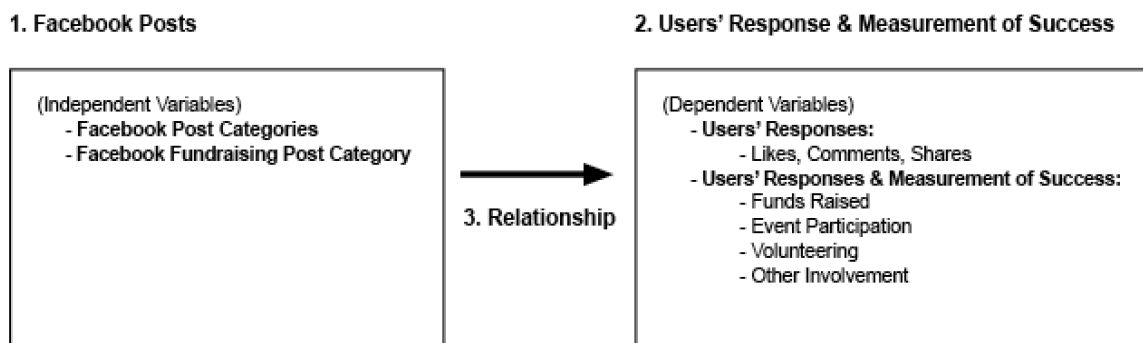 1. Facebook Posts
(Independent Variables)
- Facebook Post Categories
- Facebook Fundraising Post Category
3. Relationship
2. Users’ Response & Measurement of Success
(Dependent Variables)
- Users’ Responses:
- Likes, Comments, Shares
- Users’ Responses & Measurement of Success:
- Funds Raised
- Event Participation
- Volunteering
- Other Involvement